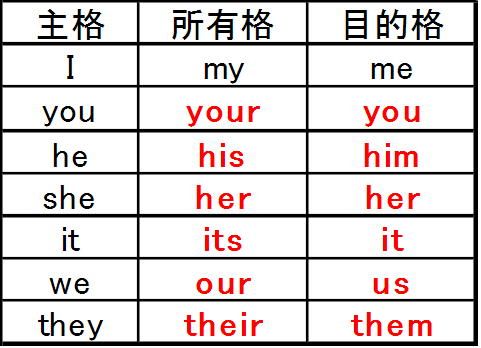 主格 所有格 目的格
I my me
you your you
he his him
she her her
it its it
we our us
they their them